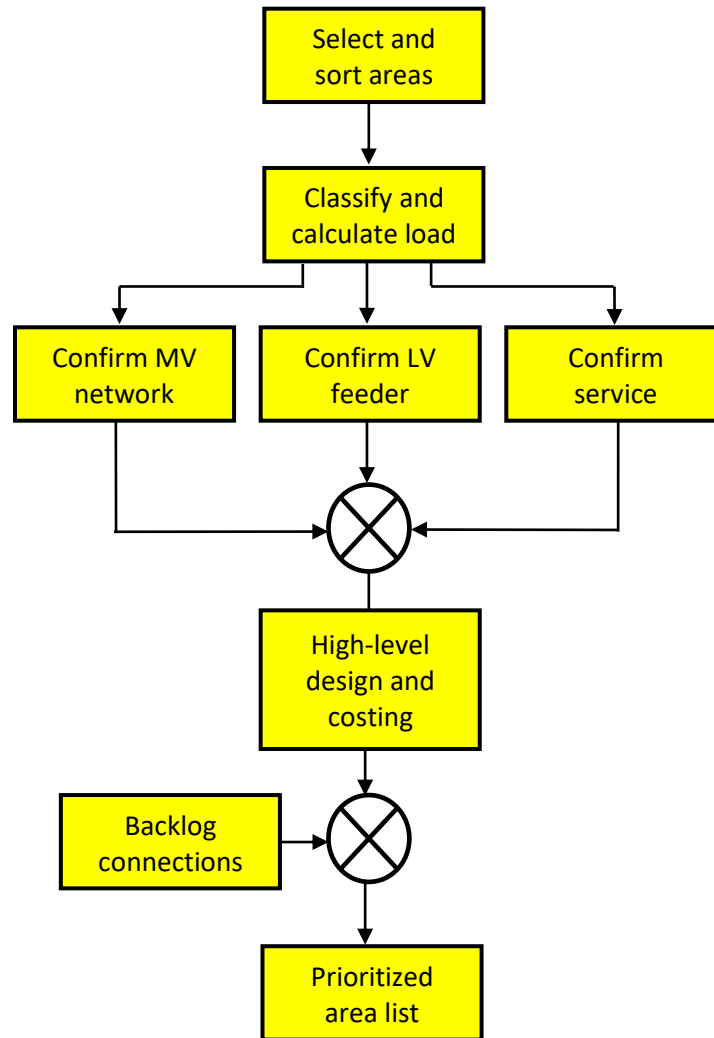 Select and
sort areas
Classify and
calculate load
Confirm MV
network
Confirm LV
feeder
Confirm
service
High-level
design and
costing
Backlog
connections
Prioritized
area list